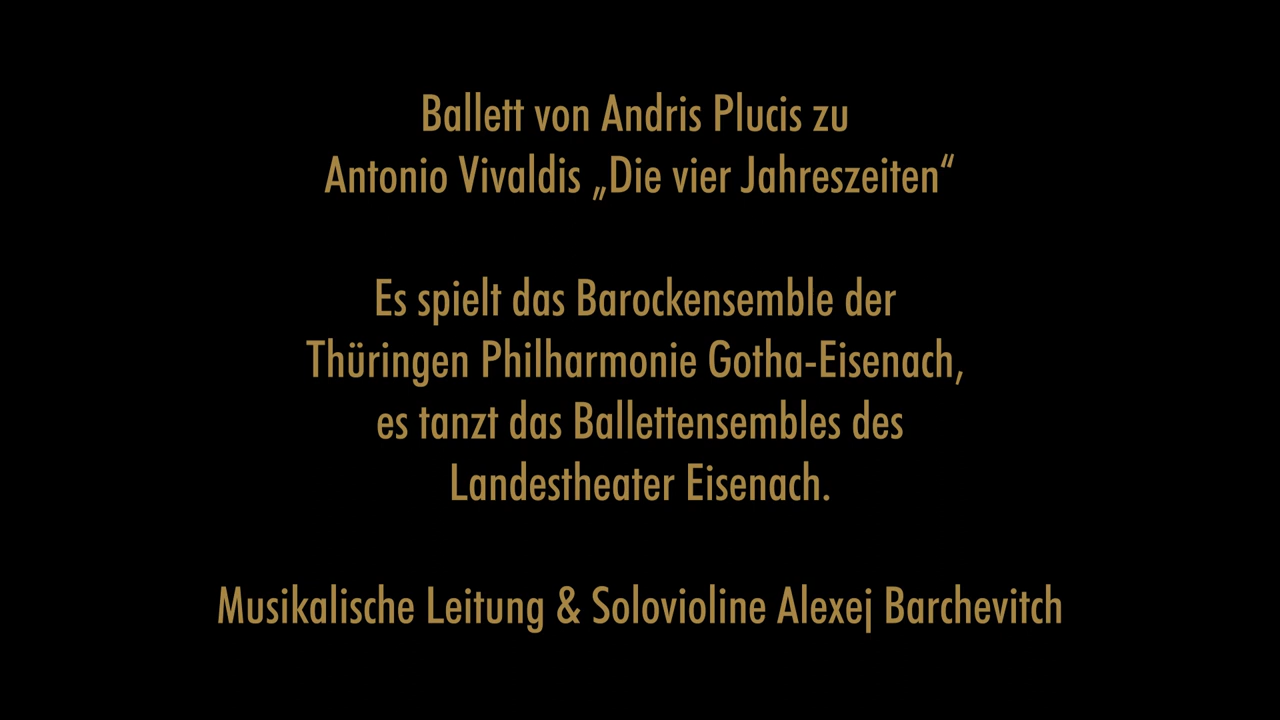 Ballett von Andris Plucis zu
Antonio Vivaldis „Die vier Jahreszeiten“
Es spielt das Barockensemble der
Thüringen Philharmonie Gotha-Eisenach,
es tanzt das Ballettensembles des
Landestheater Eisenach.
Musikalische Leitung & Solovioline Alexej Barchevitch